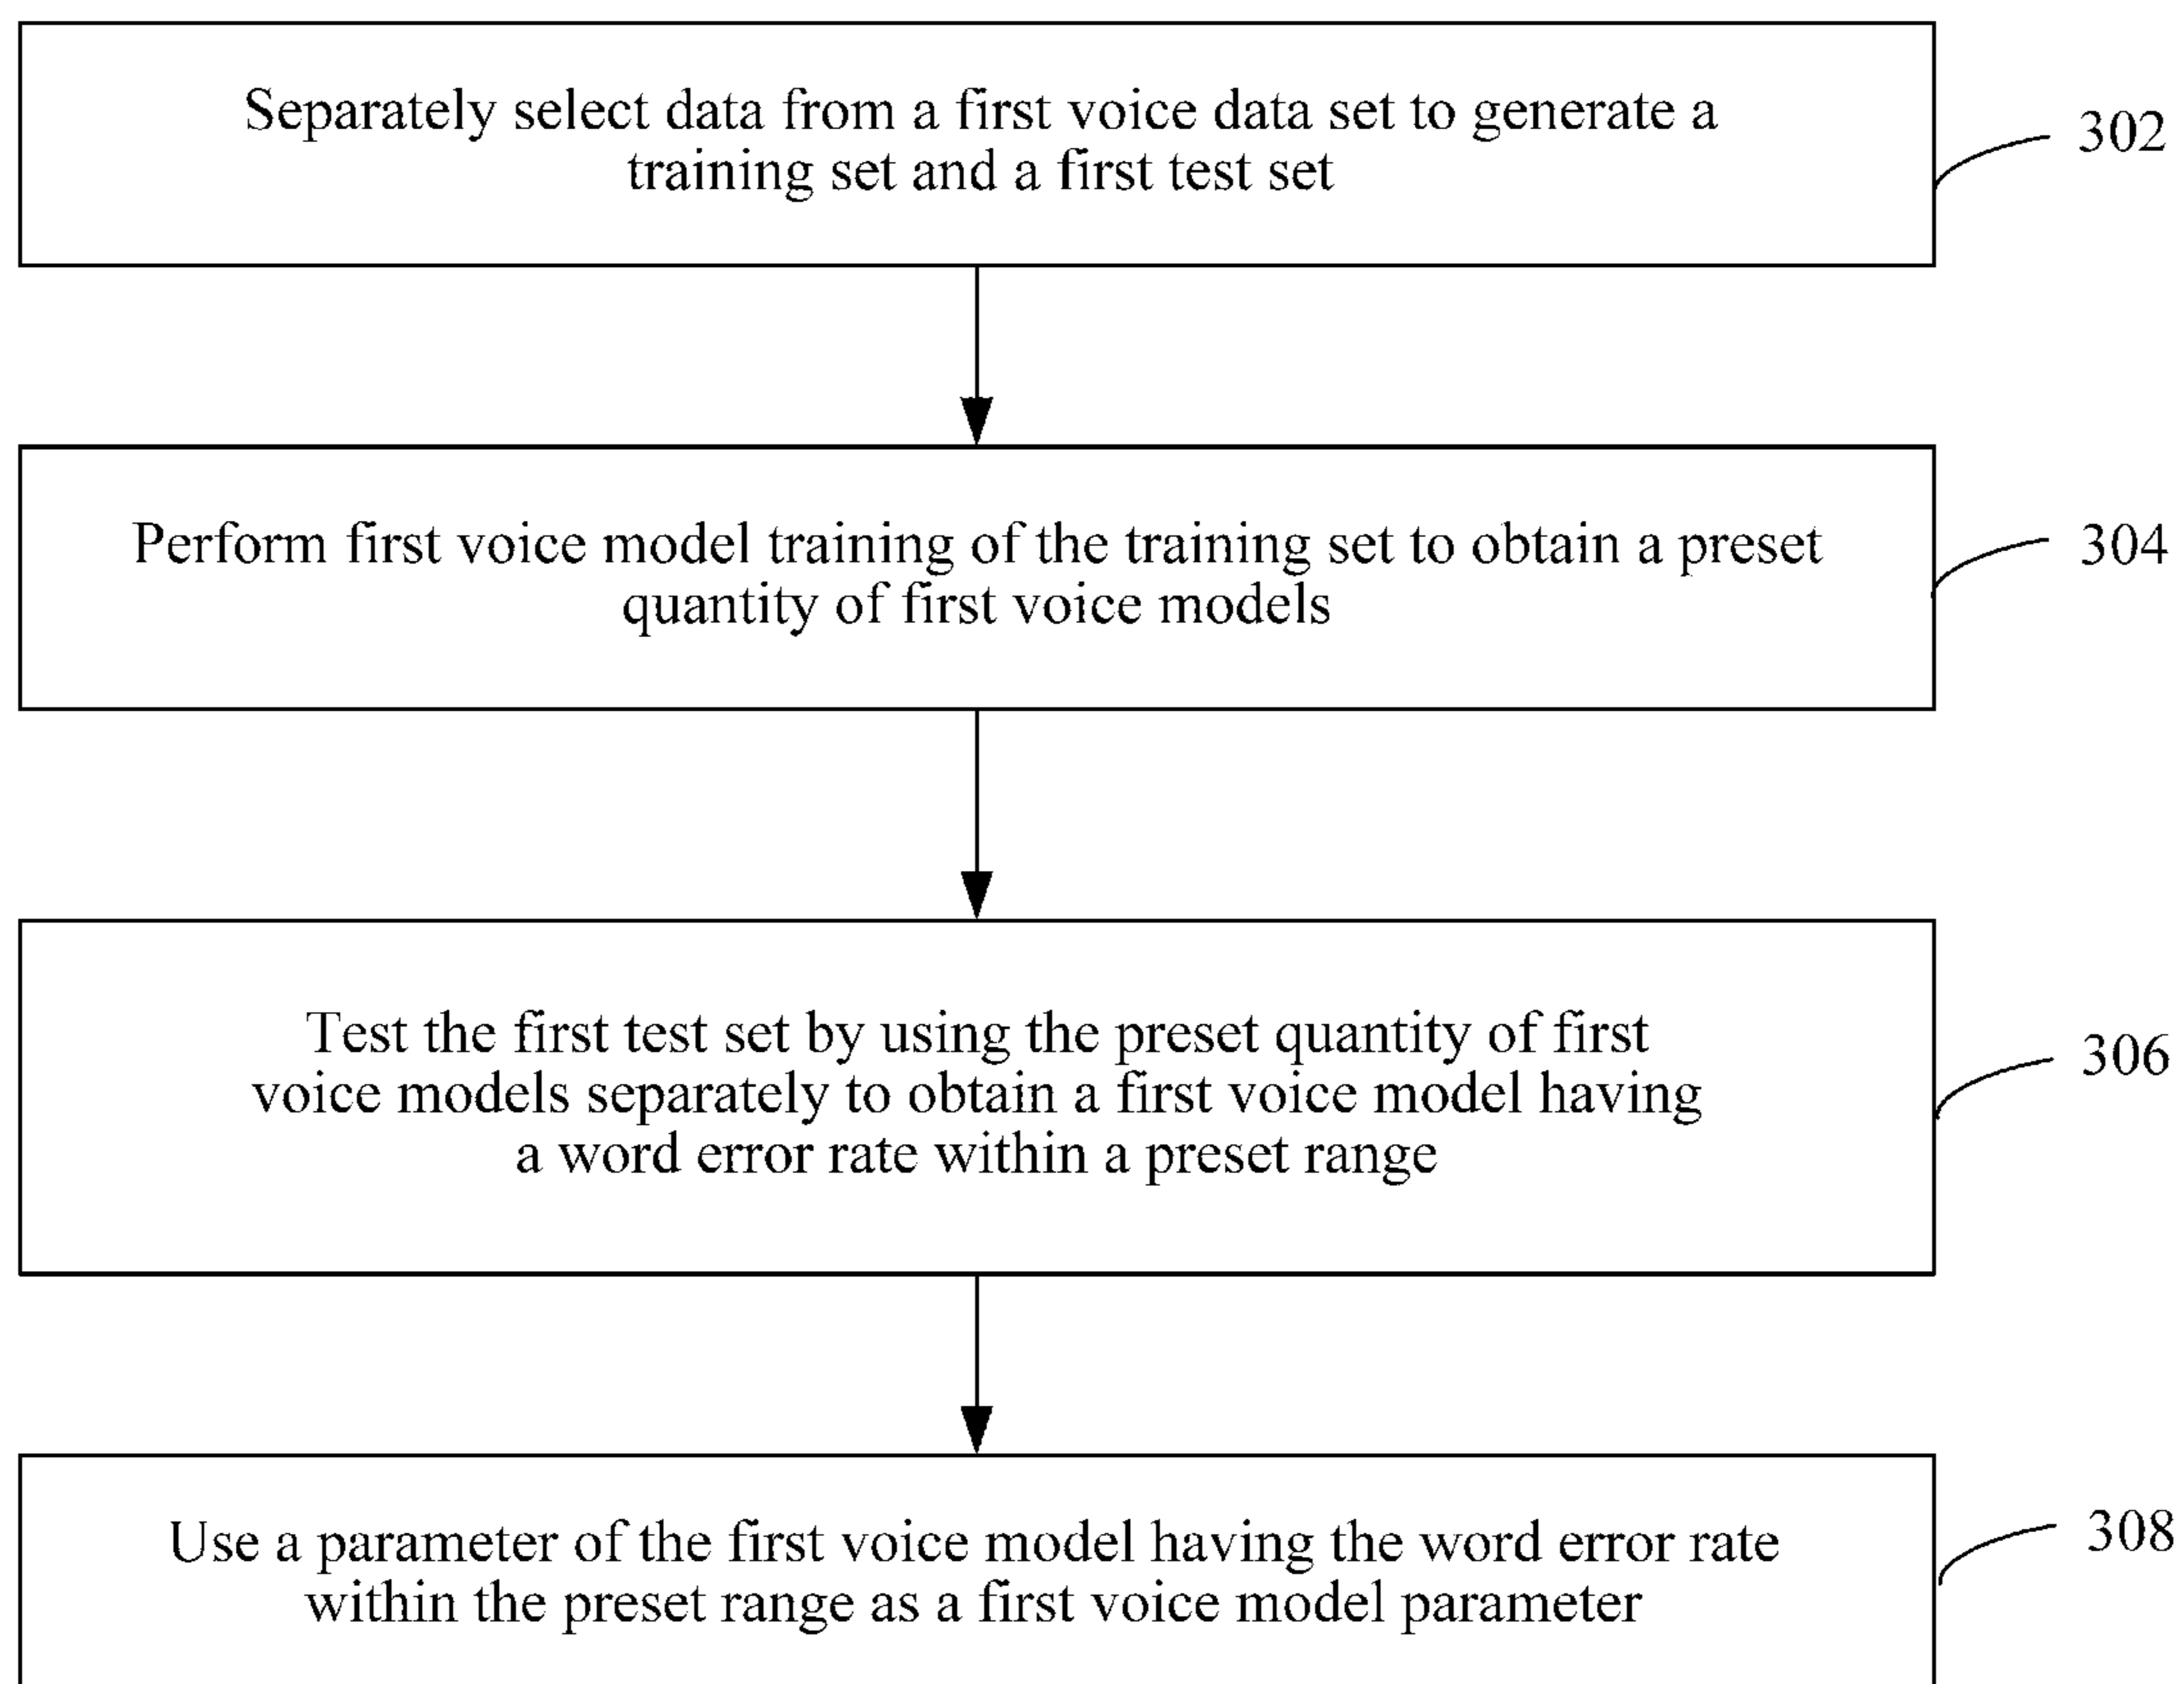 Separately select data from a first voice data set to generate a
training set and a first test set
302
Perform first voice model training of the training set to obtain a preset
quantity of first voice models
304
Test the first test set by using the preset quantity of first
voice models separately to obtain a first voice model having
a word error rate within a preset range
306
Use a parameter of the first voice model having the word error rate
within the preset range as a first voice model parameter
308